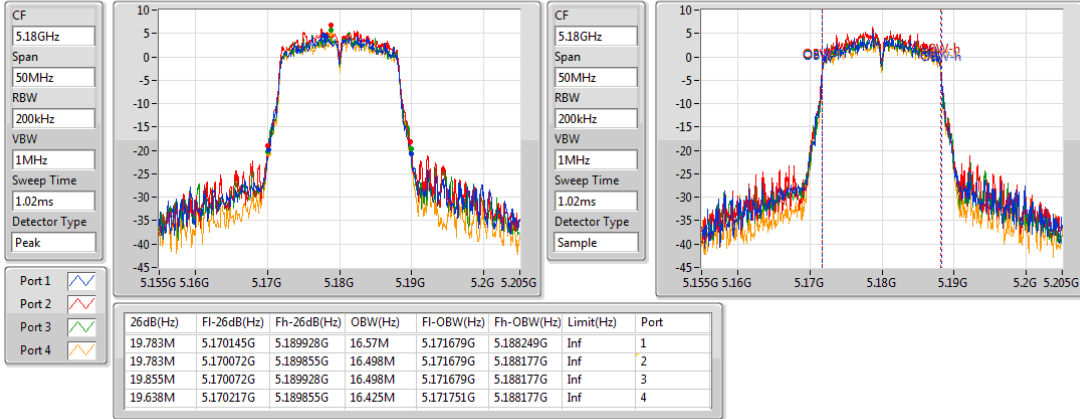 CF
5.18GHz
Span
50MHz
RBW
200kHz
VBW
1MHz
Sweep Time
1.02ms
Detector Type
Peak
10
5
0
-5
-10
-15
-20
-25
-30
-35
-40
-45
5.155G 5.16G 5.17G 5.18G 5.19G 5.2G 5.205G
CF
5.18GHz
Span
50MHz
RBW
200kHz
VBW
1MHz
Sweep Time
1.02ms
Detector Type
Sample
10
5
0
-5
-10
-15
-20
-25
-30
-35
-40
-45
5.155G 5.16G 5.17G 5.18G 5.19G 5.2G 5.205G
Port 1
Port 2
Port 3
Port 4
26dB(Hz) Fl-26dB(Hz) Fh-26dB(Hz) OBW(Hz) Fl-OBW(Hz) Fh-OBW(Hz) Limit(Hz) Port
19.783M 5.170145G 5.189928G 16.57M 5.171679G 5.188249G Inf 1
19.783M 5.170072G 5.189855G 16.498M 5.171679G 5.188177G Inf 2
19.855M 5.170072G 5.189928G 16.498M 5.171679G 5.188177G Inf 3
19.638M 5.170217G 5.189855G 16.425M 5.171751G 5.188177G Inf 4